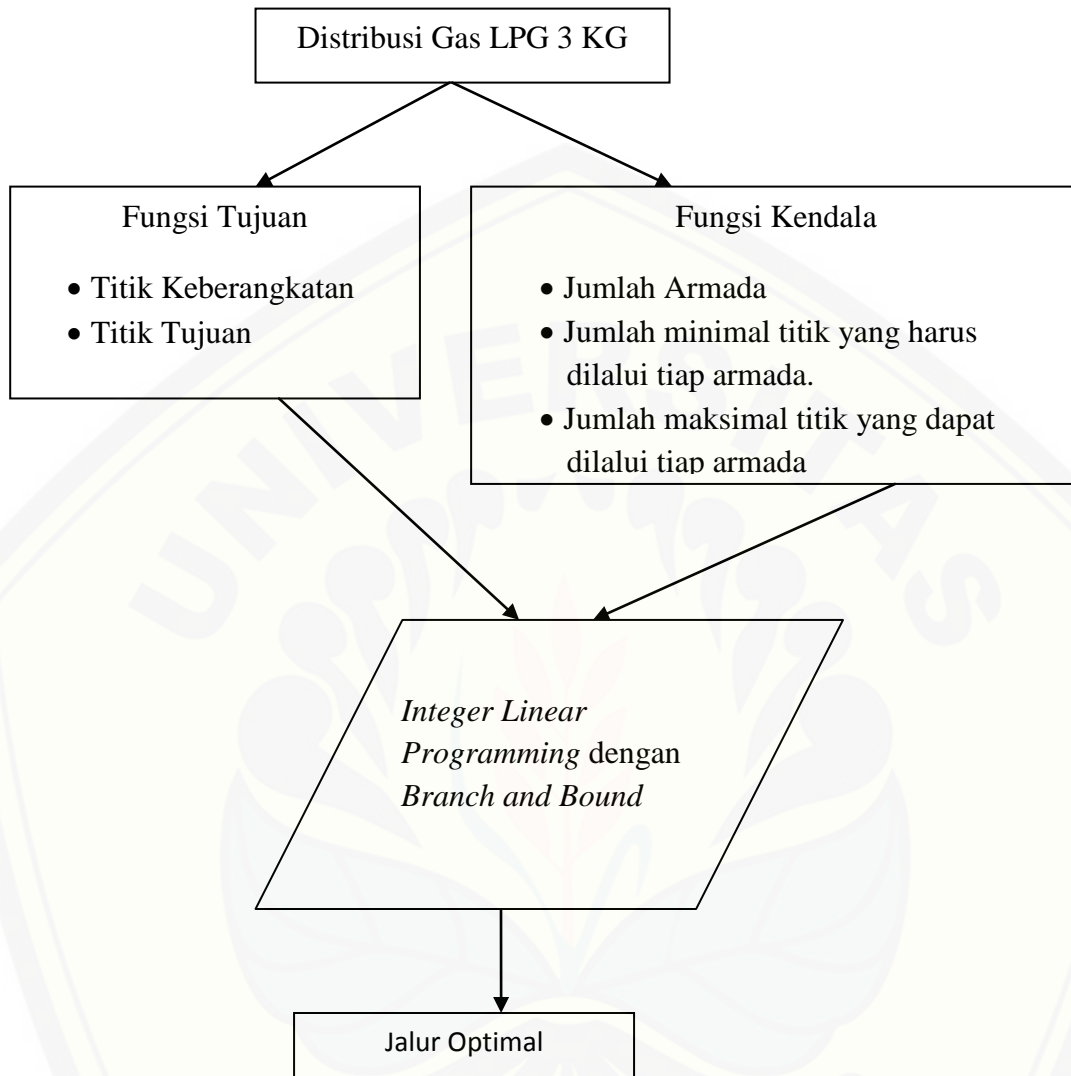 Distribusi Gas LPG 3 KG
Fungsi Tujuan
• Titik Keberangkatan
• Titik Tujuan
Fungsi Kendala
• Jumlah Armada
• Jumlah minimal titik yang harus
dilalui tiap armada.
• Jumlah maksimal titik yang dapat
dilalui tiap armada
Integer Linear
Programming dengan
Branch and Bound
Jalur Optimal
UNIVERSITAS